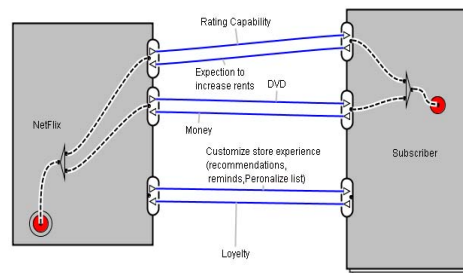 Rating Capability
Expection to
increase rents
DVD
NetFlix
Money
Customize store experience
(recommendations,
reminds,Peronalize list)
Subscriber
Loyelty